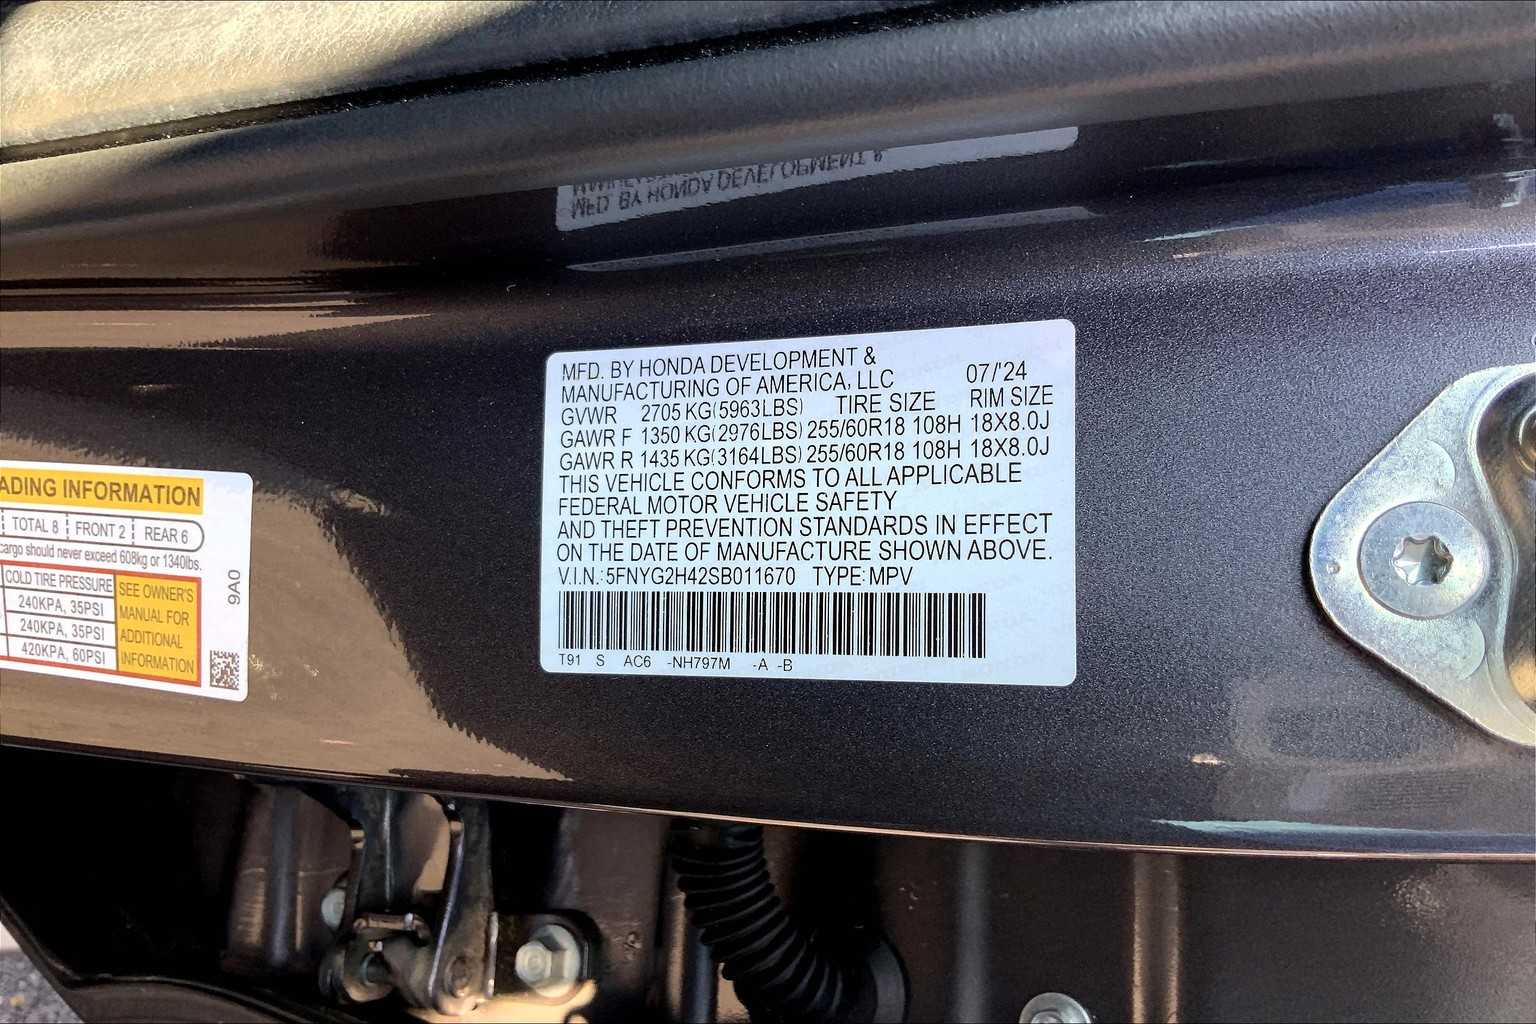 MFD. BY HONDA DEVELOPMENT &
MANUFACTURING OF AMERICA, LLC 07/'24
GVWR 2705 KG(5963LBS) TIRE SIZE RIM SIZE
GAWR F 1350 KG(2976LBS) 255/60R18 108H 18X8.0J
GAWR R 1435 KG(3164LBS) 255/60R18 108H 18X8.0J
THIS VEHICLE CONFORMS TO ALL APPLICABLE
FEDERAL MOTOR VEHICLE SAFETY
AND THEFT PREVENTION STANDARDS IN EFFECT
ON THE DATE OF MANUFACTURE SHOWN ABOVE.
V.I.N.: 5FNYG2H42SB011670 TYPE: MPV
T91 S AC6 -NH797M -A -B
ADING INFORMATION
TOTAL 8 FRONT 2 REAR 6
cargo should never exceed 608kg or 1340lbs.
COLD TIRE PRESSURE
240KPA, 35PSI
240KPA, 35PSI
420KPA, 60PSI
SEE OWNER'S
MANUAL FOR
ADDITIONAL
INFORMATION
9A0